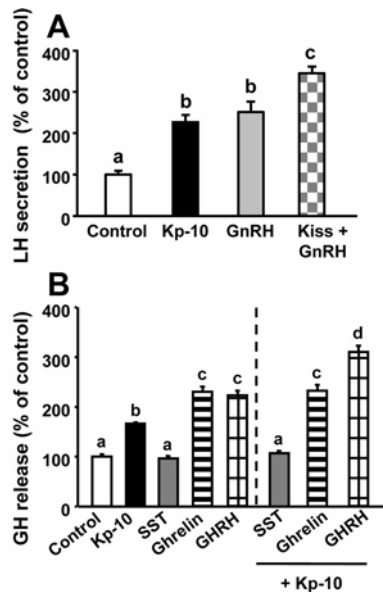 A
LH secretion (% of control)
400
300
200
100
0
a
b
b
c
Control
Kp-10
GnRH
Kiss +
GnRH
B
GH release (% of control)
400
300
200
100
0
a
b
a
c
c
a
c
d
Control
Kp-10
SST
Ghrelin
GHRH
SST
Ghrelin
GHRH
+ Kp-10